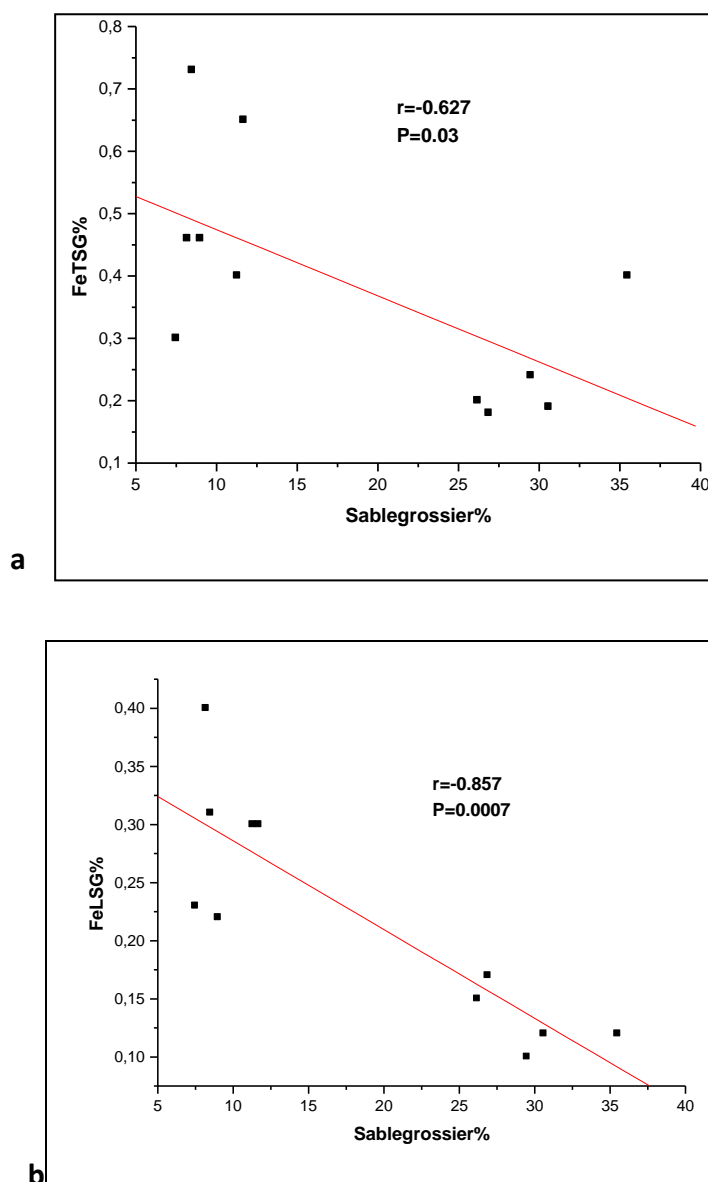 0,8
0,7
0,6
0,5
0,4
0,3
0,2
0,1
FeTSG%
r=-0.627
P=0.03
5 10 15 20 25 30 35 40
Sablegrossier%
a
0,40
0,35
0,30
0,25
0,20
0,15
0,10
FeLSG%
r=-0.857
P=0.0007
5 10 15 20 25 30 35 40
Sablegrossier%
b